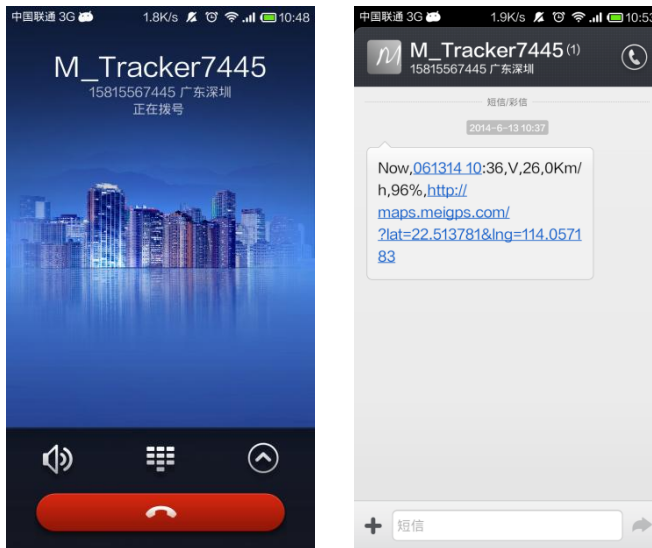 中国联通 3G 1.8K/s 10:48
M_Tracker7445
15815567445 广东深圳
正在拨号
中国联通 3G 1.9K/s 10:53
M
M_Tracker7445(1)
15815567445 广东深圳
短信/彩信
2014-6-13 10:37
Now,061314 10:36,V,26,0Km/
h,96%,http://
maps.meigps.com/
?lat=22.513781&lng=114.0571
83
短信